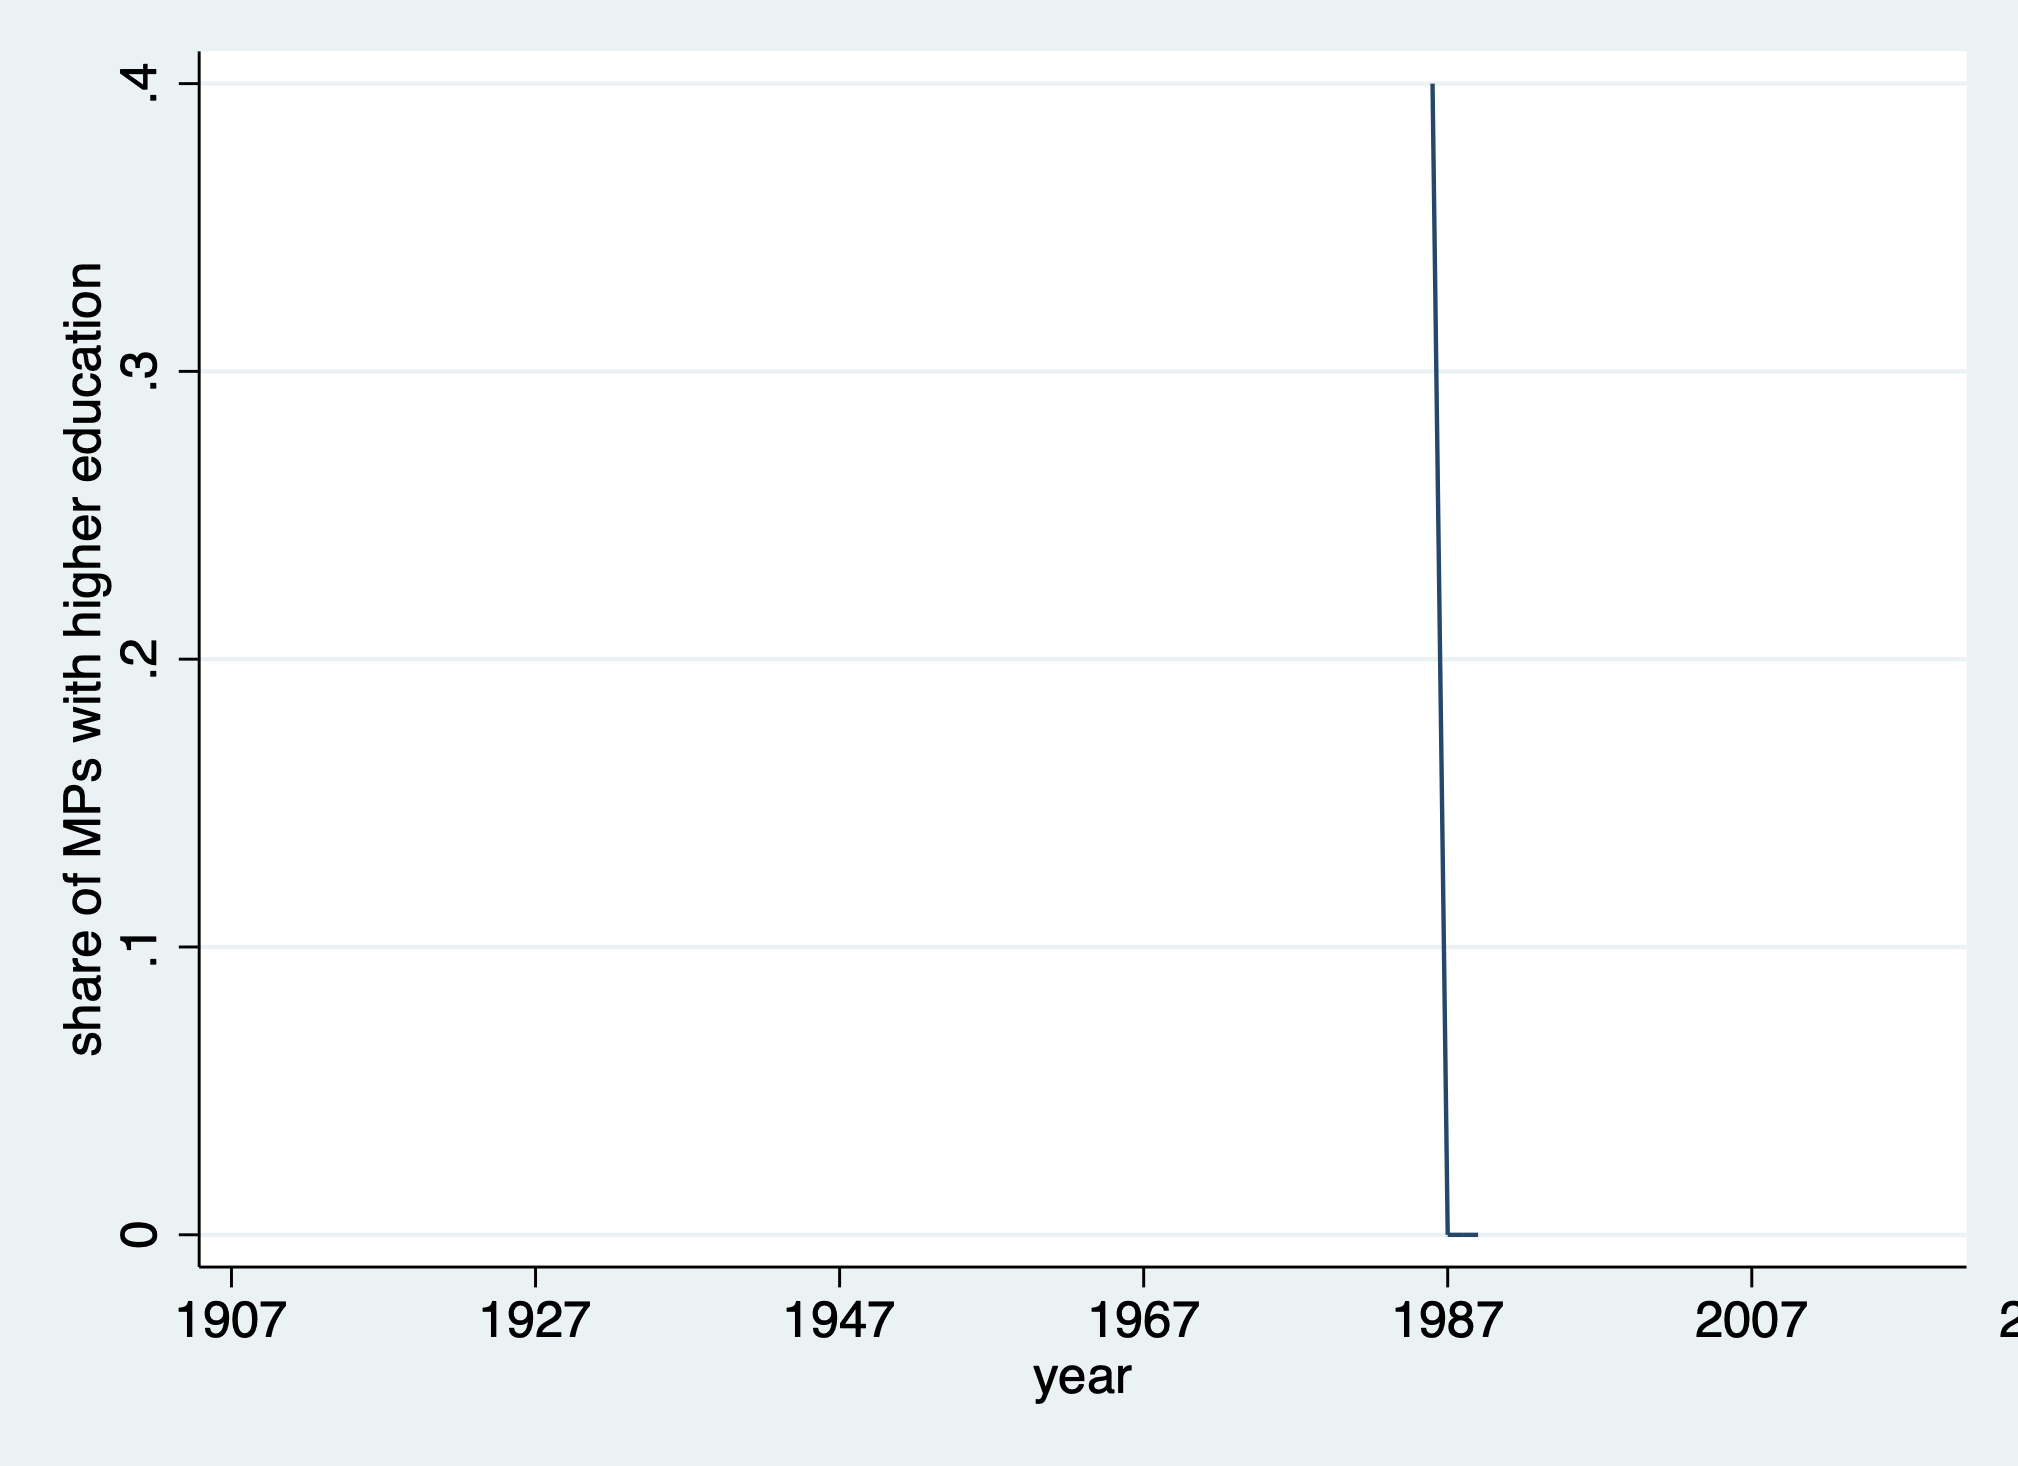 share of MPs with higher education
.4
.3
.2
.1
0
1907 1927 1947 1967 1987 2007
year